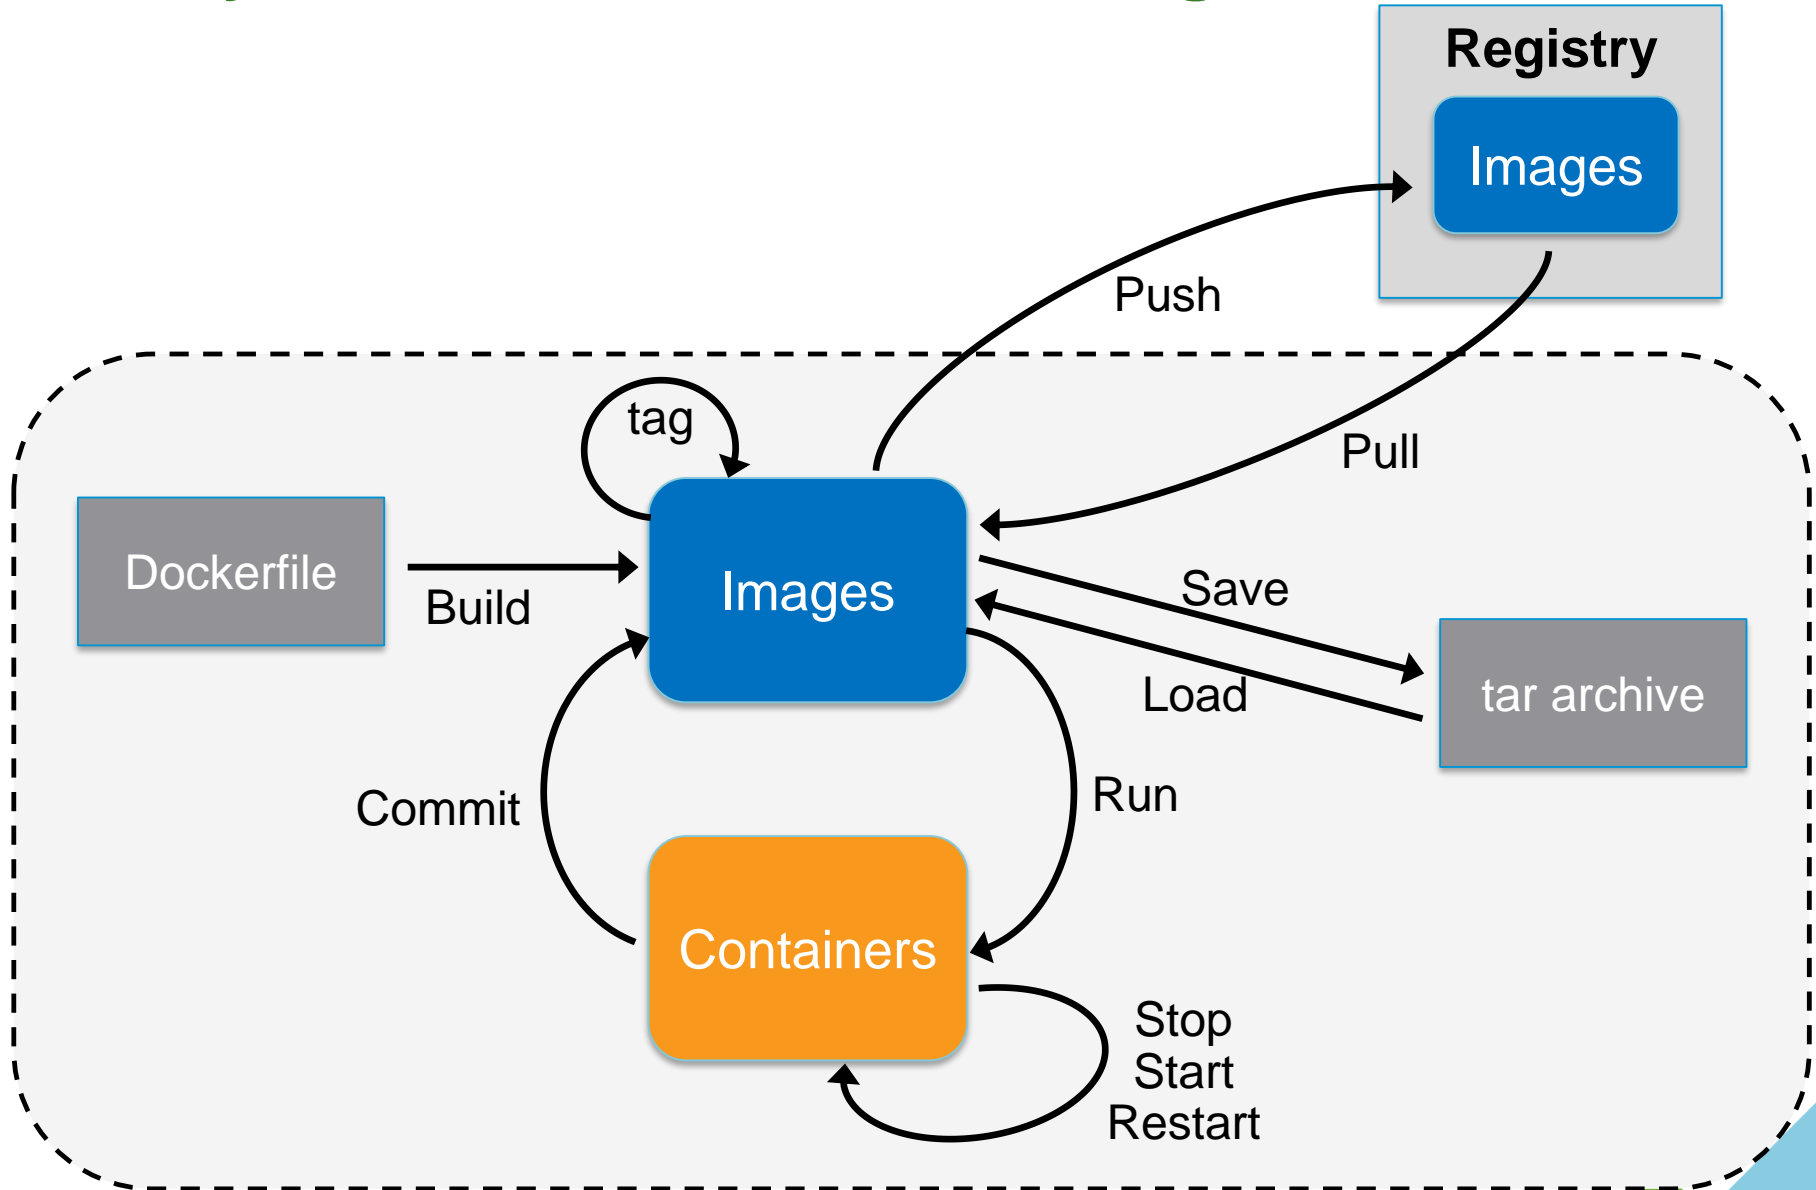 Registry
Images
Push
tag
Pull
Dockerfile
Build
Images
Save
Load
tar archive
Commit
Run
Containers
Stop
Start
Restart